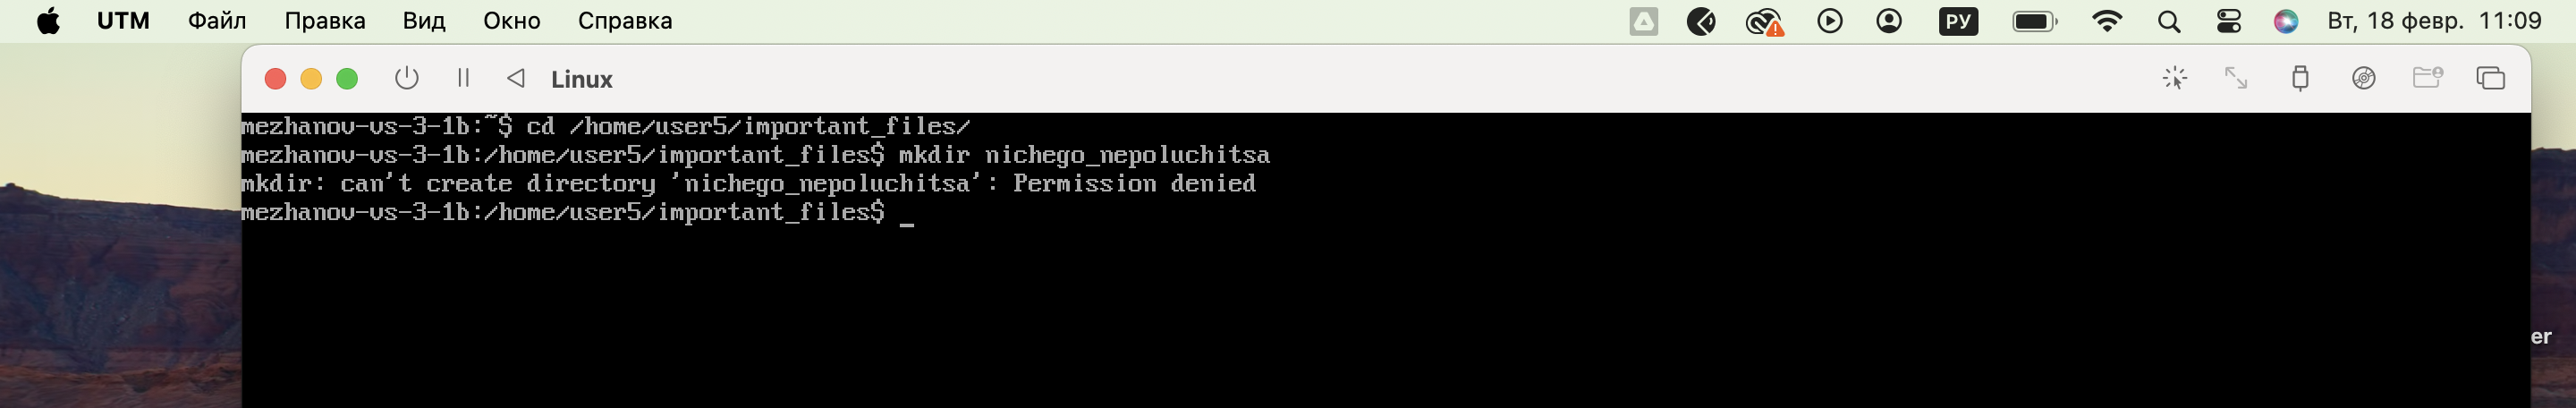 UTM Файл Правка Вид Окно Справка РУ Вт, 18 февр. 11:09
Linux
mezhanov-vs-3-1b:~$ cd /home/user5/important_files/
mezhanov-vs-3-1b:/home/user5/important_files$ mkdir nichego_nepoluchitsa
mkdir: can't create directory 'nichego_nepoluchitsa': Permission denied
mezhanov-vs-3-1b:/home/user5/important_files$ _
er